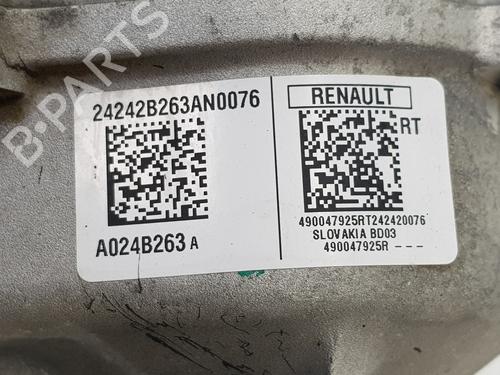 24242B263AN0076
A024B263 A
RENAULT
RT
490047925RT242420076
SLOVAKIA BD03
490047925R ---
B-PARTS